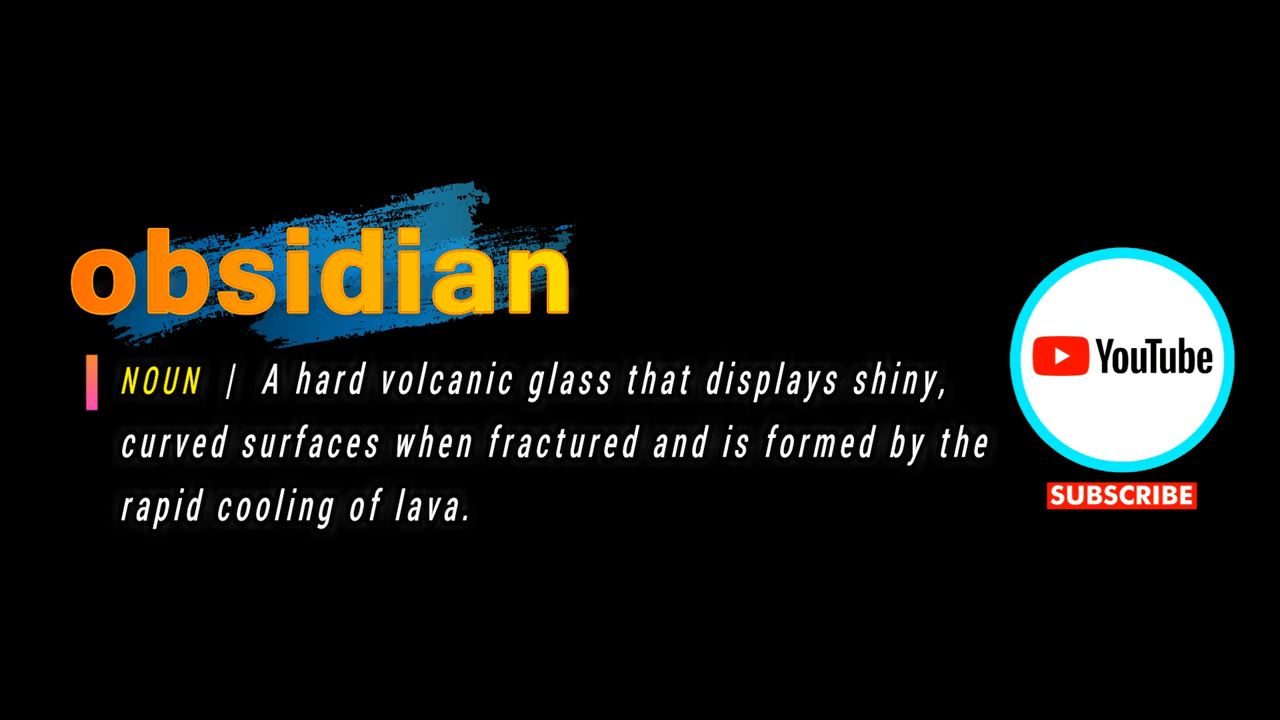 obsidian
NOUN | A hard volcanic glass that displays shiny,
curved surfaces when fractured and is formed by the
rapid cooling of lava.
YouTube
SUBSCRIBE